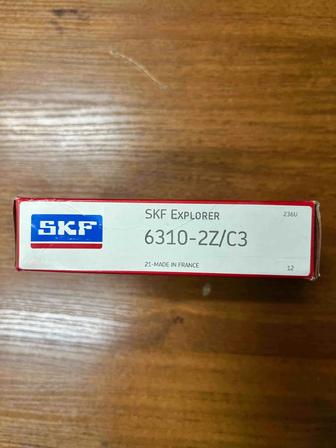 SKF
SKF EXPLORER
236U
6310-2Z/C3
21-MADE IN FRANCE
12